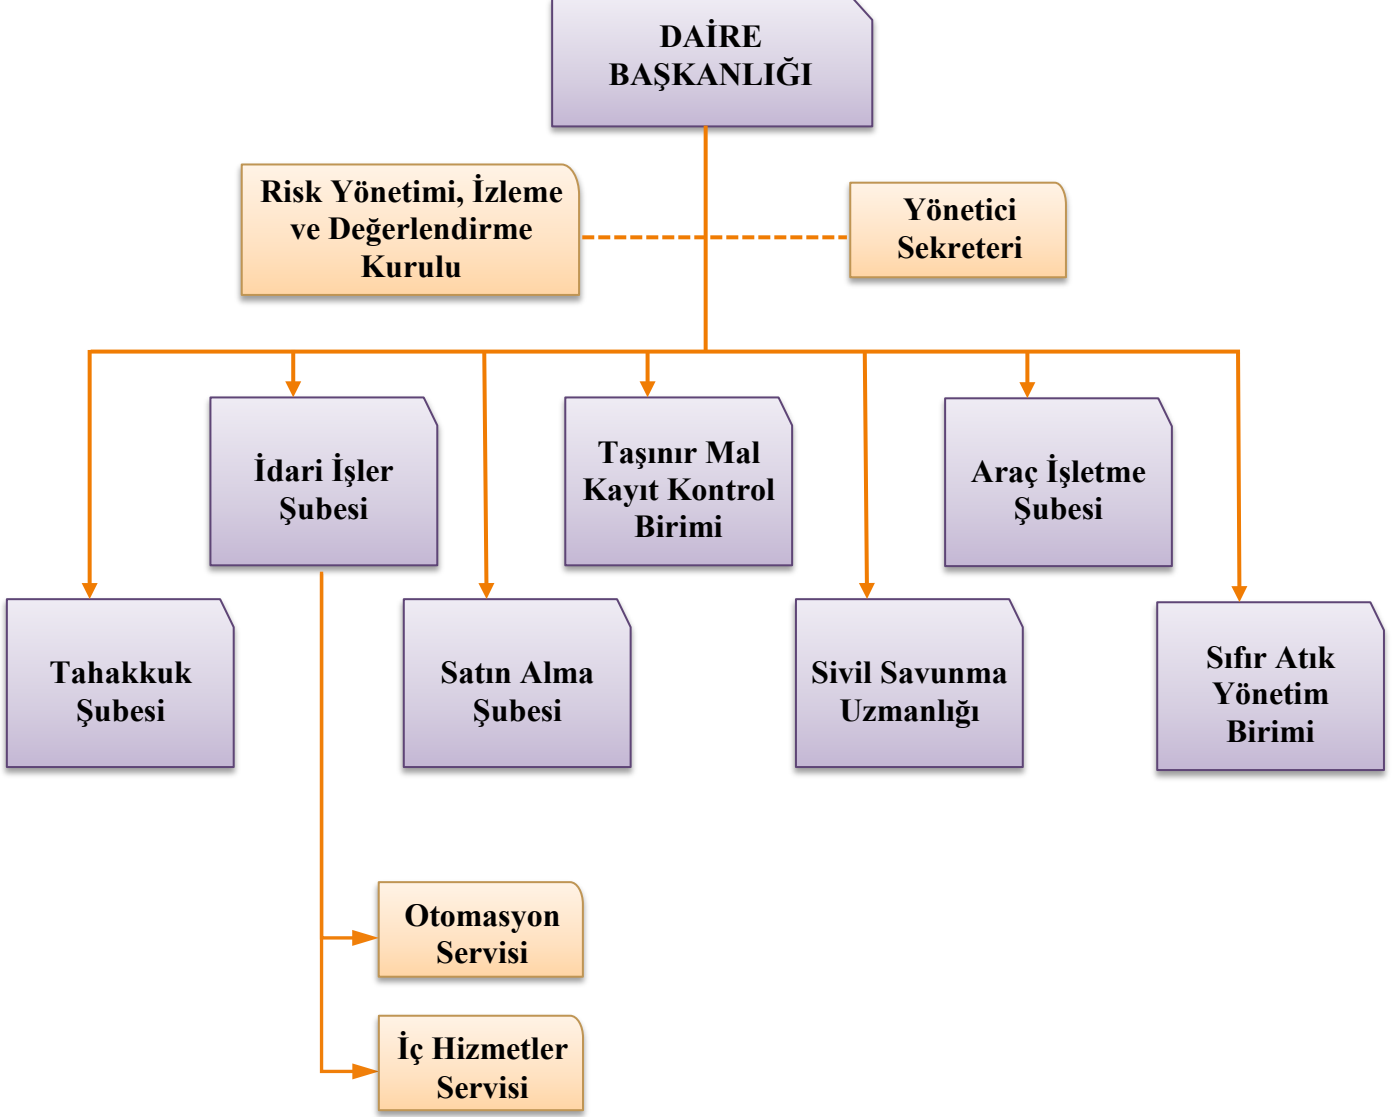 DAİRE
BAŞKANLIĞI
Risk Yönetimi, İzleme
ve Değerlendirme
Kurulu
Yönetici
Sekreteri
İdari İşler
Şubesi
Taşınır Mal
Kayıt Kontrol
Birimi
Araç İşletme
Şubesi
Tahakkuk
Şubesi
Satın Alma
Şubesi
Sivil Savunma
Uzmanlığı
Sıfır Atık
Yönetim
Birimi
Otomasyon
Servisi
İç Hizmetler
Servisi